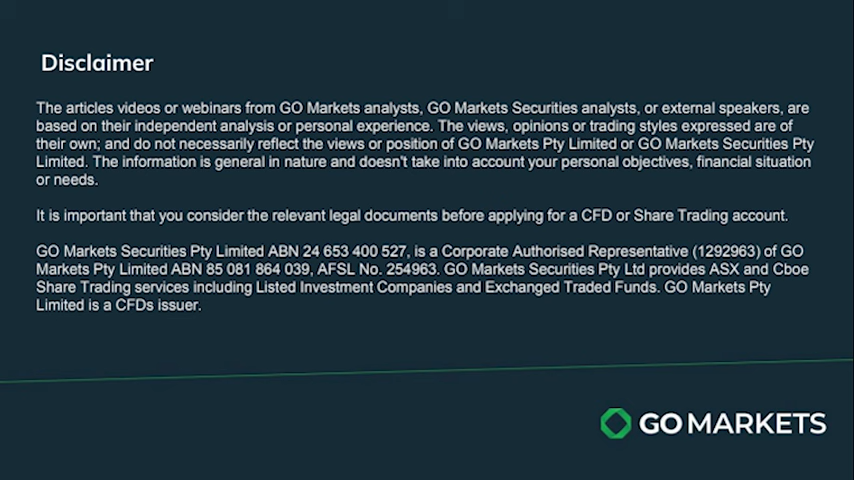 Disclaimer
The articles videos or webinars from GO Markets analysts, GO Markets Securities analysts, or external speakers, are
based on their independent analysis or personal experience. The views, opinions or trading styles expressed are of
their own; and do not necessarily reflect the views or position of GO Markets Pty Limited or GO Markets Securities Pty
Limited. The information is general in nature and doesn't take into account your personal objectives, financial situation
or needs.
It is important that you consider the relevant legal documents before applying for a CFD or Share Trading account.
GO Markets Securities Pty Limited ABN 24 653 400 527, is a Corporate Authorised Representative (1292963) of GO
Markets Pty Limited ABN 85 081 864 039, AFSL No. 254963. GO Markets Securities Pty Ltd provides ASX and Cboe
Share Trading services including Listed Investment Companies and Exchanged Traded Funds. GO Markets Pty
Limited is a CFDs issuer.
GO MARKETS